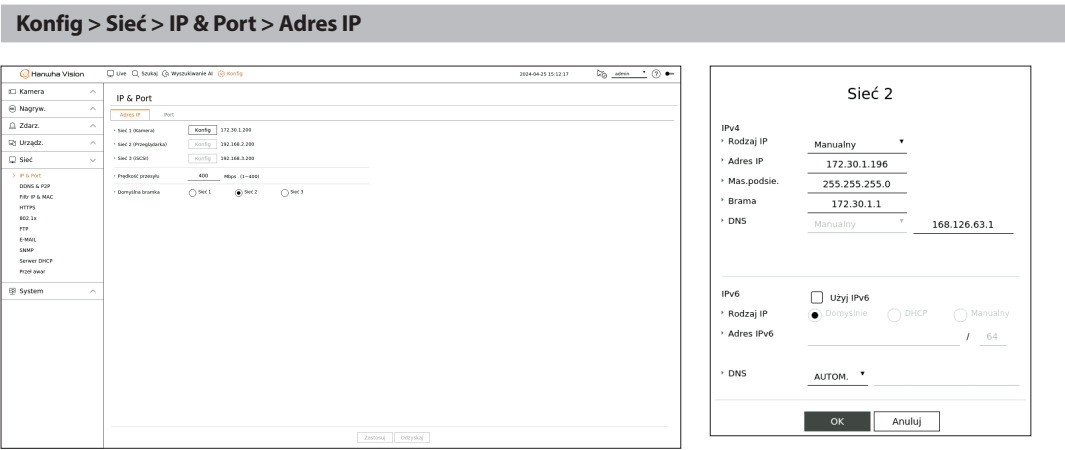 Konfig > Sieć > IP & Port > Adres IP
Hanwha Vision
Live Szukaj Wyszukiwanie AI Konfig
2024-04-25 15:12:17
admin
Kamera
Nagryw.
Zdarz.
Urządz.
Sieć
IP & Port
DDNS & P2P
Filtr IP & MAC
HTTPS
802.1x
FTP
E-MAIL
SNMP
Serwer DHCP
Przeł awar
System
IP & Port
Adres IP Port
Sieć 1 (Kamera) Konfig 172.30.1.200
Sieć 2 (Przeglądarka) Konfig 192.168.2.200
Sieć 3 (iSCSI) Konfig 192.168.3.200
Prędkość przesyłu 400 Mbps (1~400)
Domyślna bramka Sieć 1 Sieć 2 Sieć 3
Zastosuj Odzyskaj
Sieć 2
IPv4
Rodzaj IP Manualny
Adres IP 172.30.1.196
Mas.podsie. 255.255.255.0
Brama 172.30.1.1
DNS Manualny 168.126.63.1
IPv6 Użyj IPv6
Rodzaj IP Domyślnie DHCP Manualny
Adres IPv6 / 64
DNS AUTOM.
OK Anuluj